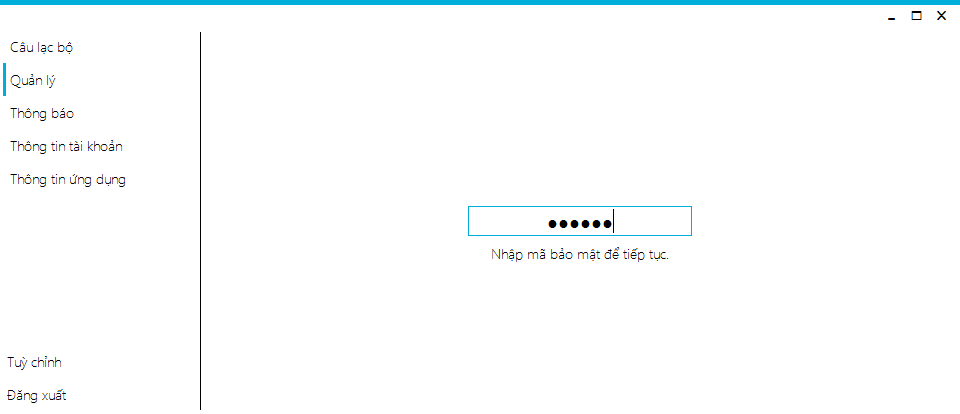 Câu lạc bộ
Quản lý
Thông báo
Thông tin tài khoản
Thông tin ứng dụng
●●●●●●
Nhập mã bảo mật để tiếp tục.
Tuỳ chỉnh
Đăng xuất